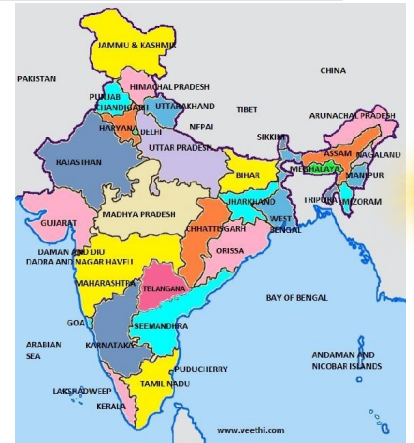 JAMMU & KASHMIR
PAKISTAN
CHINA
HIMACHAL PRADESH
PUNJAB
CHANDIGARH
UTTARAKHAND
TIBET
ARUNACHAL PRADESH
HARYANA
DELHI
NEPAL
SIKKIM
UTTAR PRADESH
ASSAM
NAGALAND
RAJASTHAN
BIHAR
MEGHALAYA
MANIPUR
JHARKHAND
TRIPURA
MIZORAM
GUJARAT
MADHYA PRADESH
WEST
BENGAL
CHHATTISGARH
ORISSA
DAMAN AND DIU
DADRA AND NAGAR HAVELI
MAHARASHTRA
TELANGANA
BAY OF BENGAL
GOA
SEEMANDHRA
ARABIAN
SEA
KARNATAKA
ANDAMAN AND
NICOBAR ISLANDS
PUDUCHERRY
TAMIL NADU
LAKSHADWEEP
KERALA
www.veethi.com